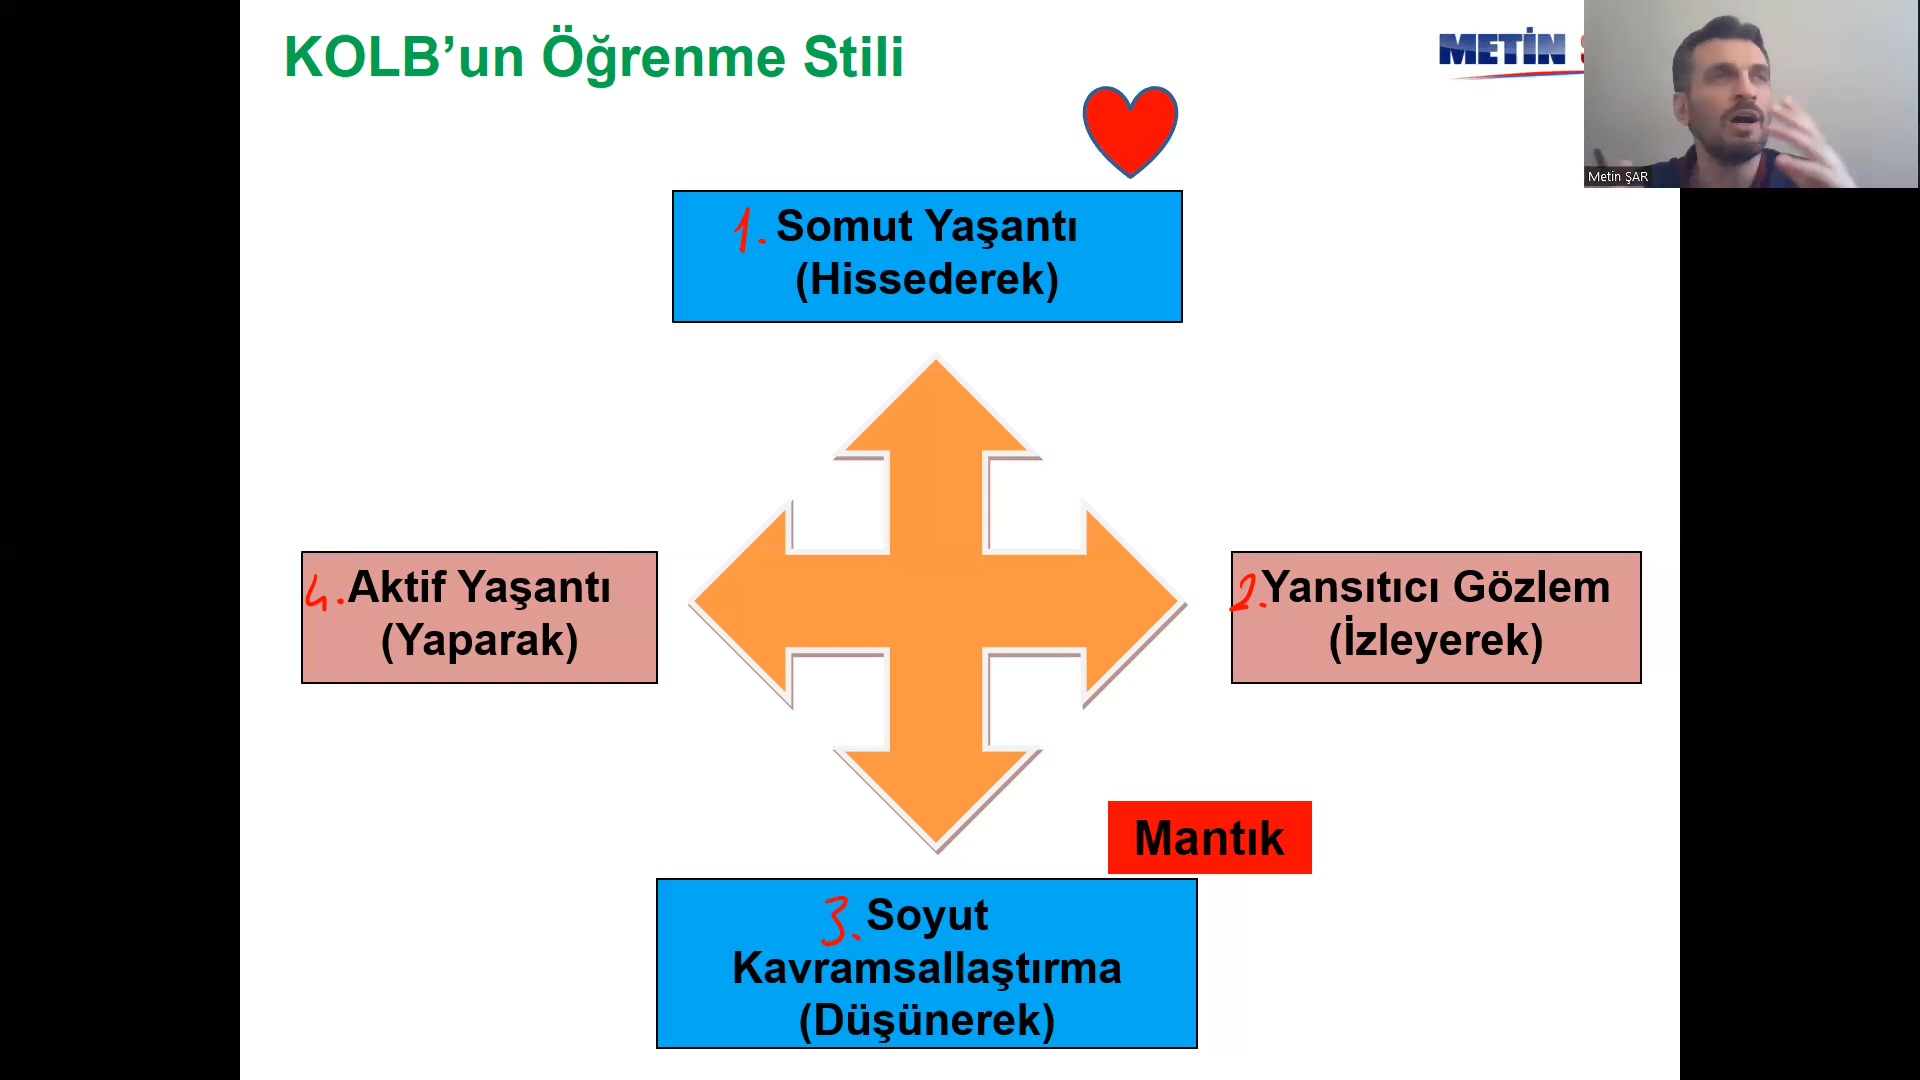 KOLB’un Öğrenme Stili
METİN
Metin ŞAR
1. Somut Yaşantı
(Hissederek)
4. Aktif Yaşantı
(Yaparak)
2. Yansıtıcı Gözlem
(İzleyerek)
Mantık
3. Soyut
Kavramsallaştırma
(Düşünerek)